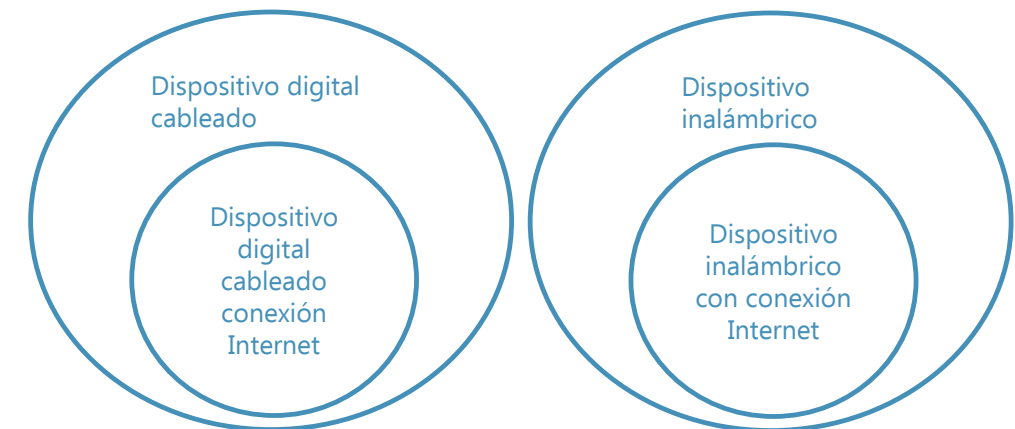 Dispositivo digital
cableado
Dispositivo
digital
cableado
conexión
Internet
Dispositivo
inalámbrico
Dispositivo
inalámbrico
con conexión
Internet